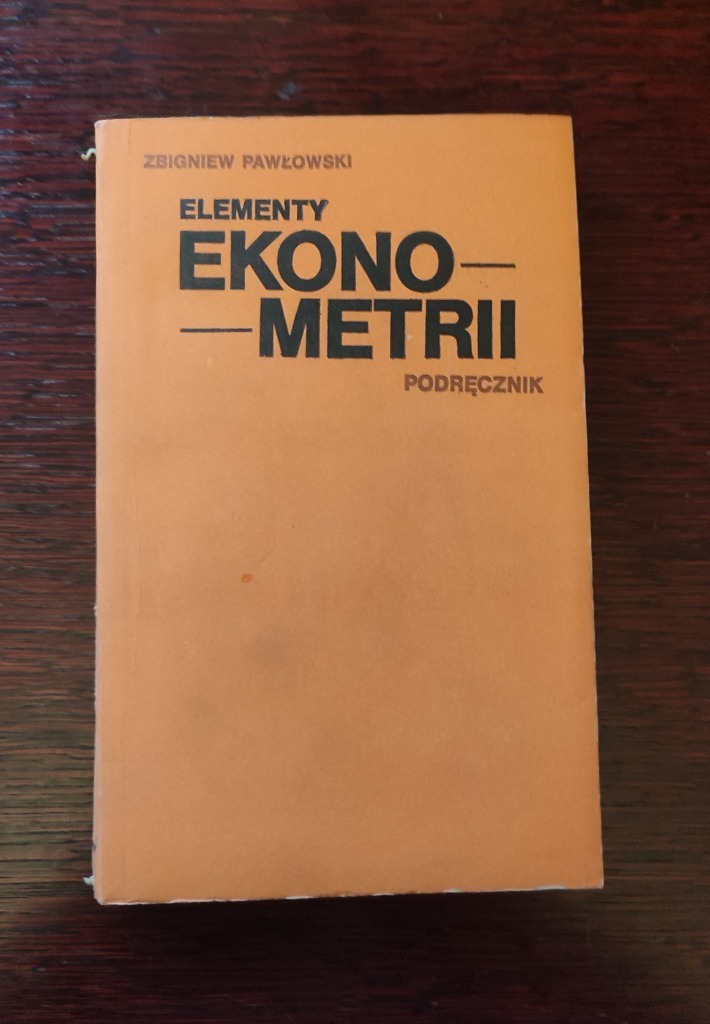 ZBIGNIEW PAWŁOWSKI
ELEMENTY
EKONO—
—METRII
PODRĘCZNIK